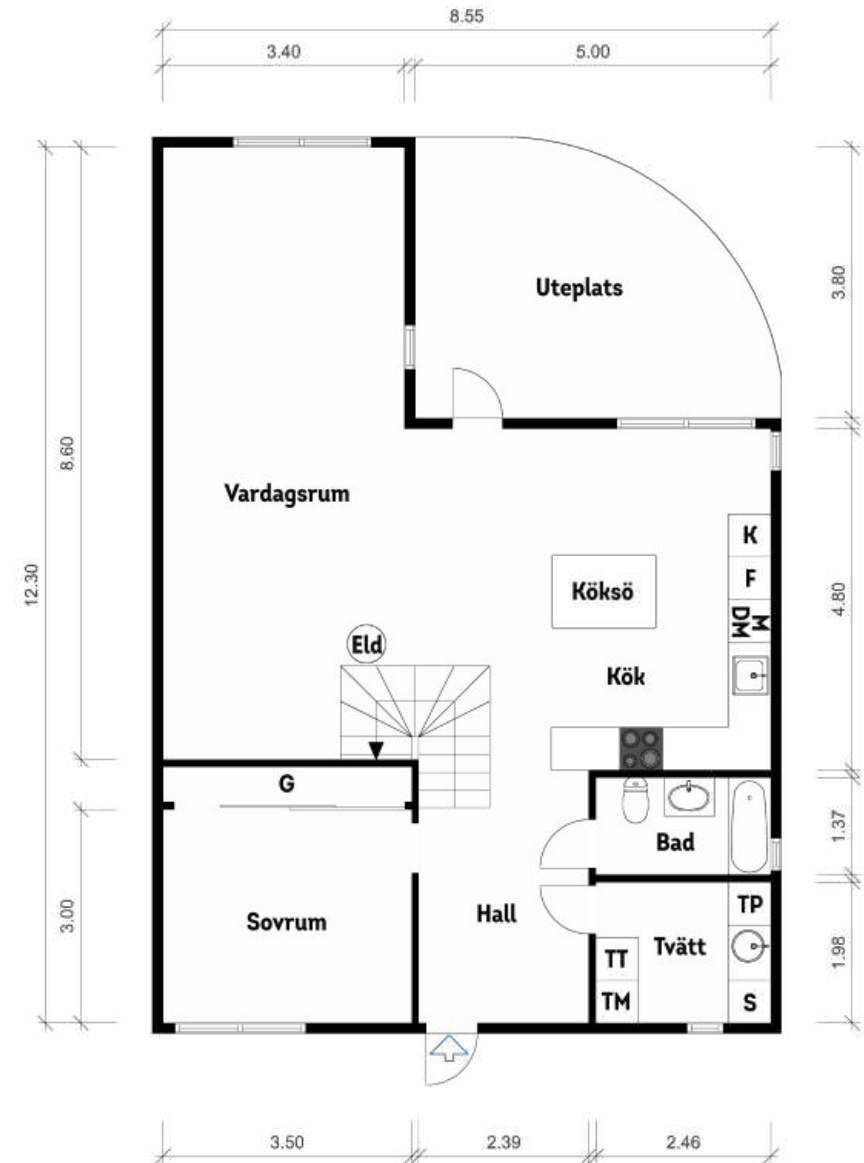 8.55
3.40
5.00
Uteplats
3.80
8.60
12.30
Vardagsrum
K
F
DM
M
Köksö
4.80
Eld
Kök
G
Bad
1.37
Sovrum
3.00
Hall
TP
Tvätt
TT
TM
S
1.98
3.50
2.39
2.46